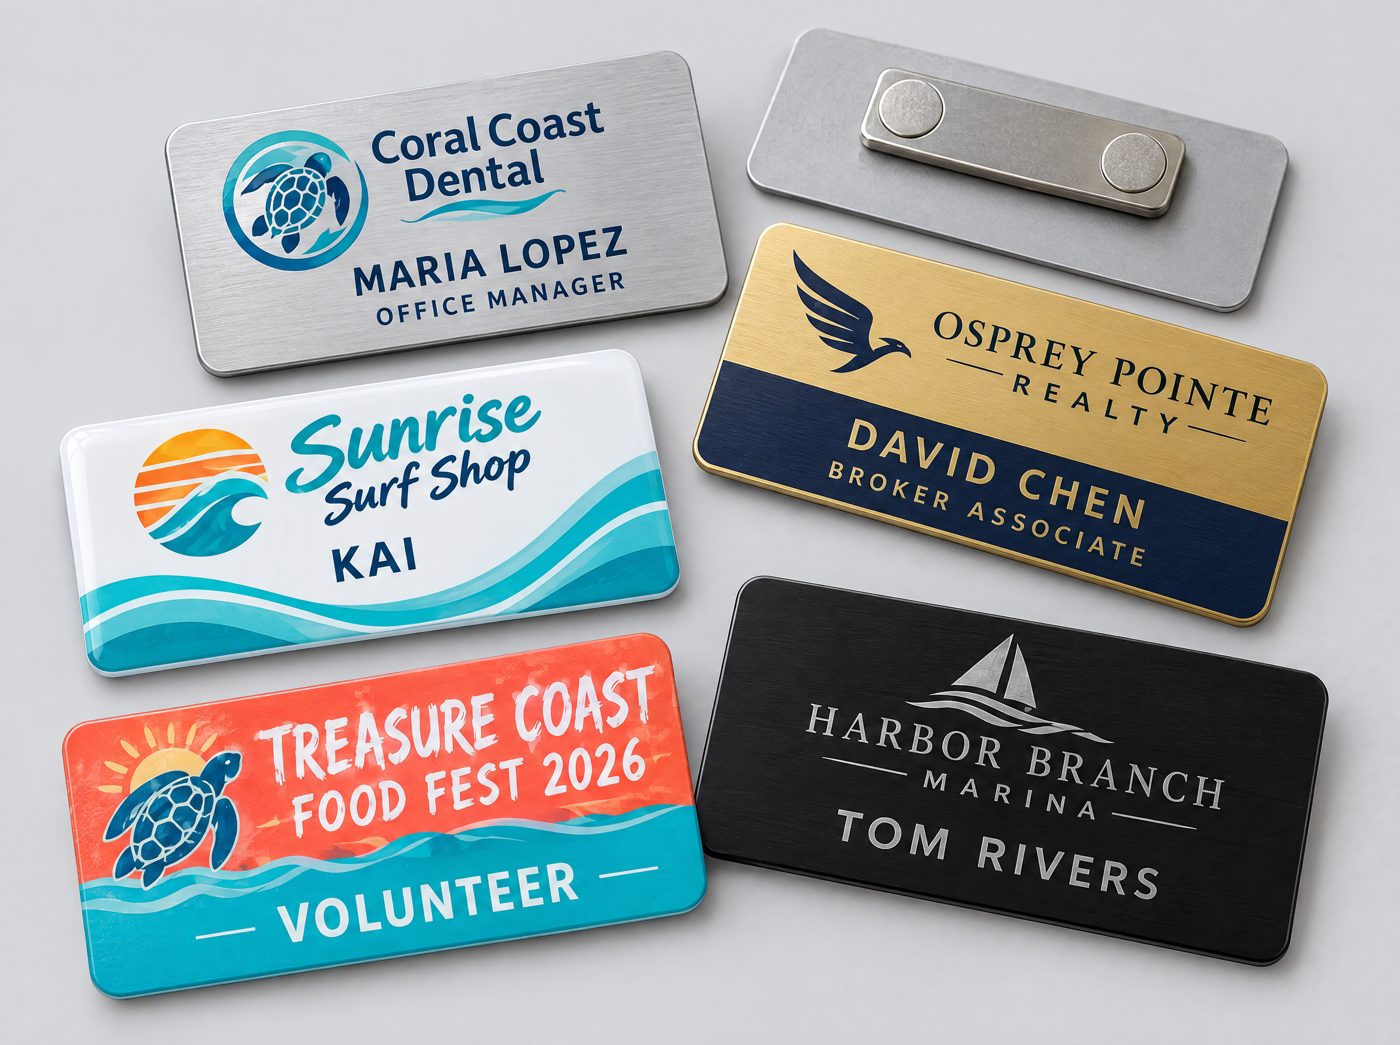 Coral Coast
Dental
MARIA LOPEZ
OFFICE MANAGER
OSPREY POINTE
REALTY
DAVID CHEN
BROKER ASSOCIATE
Sunrise
Surf Shop
KAI
TREASURE COAST
FOOD FEST 2026
VOLUNTEER
HARBOR BRANCH
MARINA
TOM RIVERS